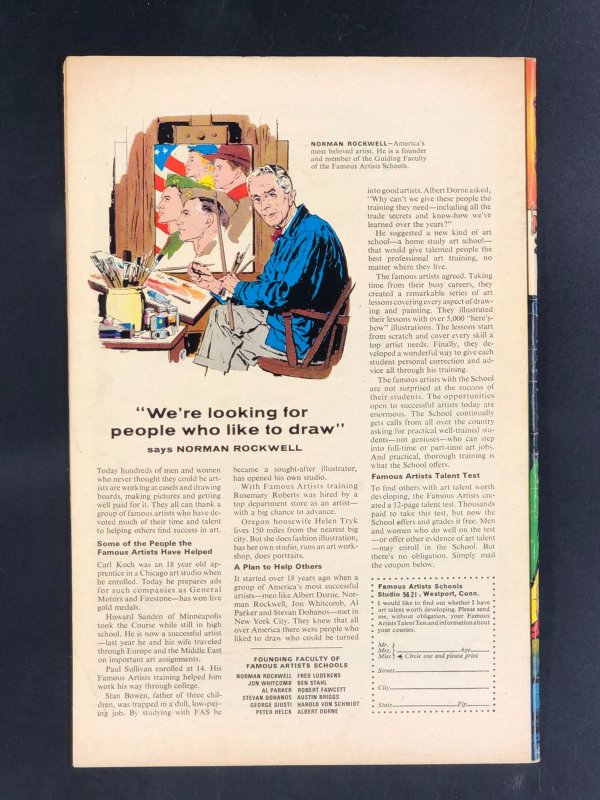 NORMAN ROCKWELL—America's
most beloved artist. He is a founder
and member of the Guiding Faculty
of the Famous Artists Schools.
"We're looking for
people who like to draw"
says NORMAN ROCKWELL
Today hundreds of men and women
who never thought they could be art-
ists are working at easels and drawing
boards, making pictures and getting
well paid for it. They all can thank a
group of famous artists who have de-
voted much of their time and talent
to helping others find success in art.
Some of the People the
Famous Artists Have Helped
Carl Koch was an 18 year old ap-
prentice in a Chicago art studio when
he enrolled. Today he prepares ads
for such companies as General
Motors and Firestone—has won five
gold medals.
Howard Sanden of Minneapolis
took the Course while still in high
school. He is now a successful artist
—last year he and his wife traveled
through Europe and the Middle East
on important art assignments.
Paul Sullivan enrolled at 14. His
Famous Artists training helped him
work his way through college.
Stan Bowen, father of three chil-
dren, was trapped in a dull, low-pay-
ing job. By studying with FAS he
became a sought-after illustrator,
has opened his own studio.
With Famous Artists training
Rosemary Roberts was hired by a
top department store as an artist—
with a big chance to advance.
Oregon housewife Helen Tryk
lives 150 miles from the nearest big
city. But she does fashion illustration,
has her own studio, runs an art work-
shop, does portraits.
A Plan to Help Others
It started over 18 years ago when a
group of America's most successful
artists—men like Albert Dorne, Nor-
man Rockwell, Jon Whitcomb, Al
Parker and Stevan Dohanos—met in
New York City. They knew that all
over America there were people who
liked to draw who could be turned
into good artists. Albert Dorne asked,
"Why can't we give these people the
training they need—including all the
trade secrets and know-how we've
learned over the years?"
He suggested a new kind of art
school—a home study art school—
that would give talented people the
best professional art training, no
matter where they live.
The famous artists agreed. Taking
time from their busy careers, they
created a remarkable series of art
lessons covering every aspect of draw-
ing and painting. They illustrated
their lessons with over 5,000 "here's-
how" illustrations. The lessons start
from scratch and cover every skill a
top artist needs. Finally, they de-
veloped a wonderful way to give each
student personal correction and ad-
vice all through his training.
The famous artists with the School
are not surprised at the success of
their students. The opportunities
open to successful artists today are
enormous. The School continually
gets calls from all over the country
asking for practical well-trained stu-
dents—not geniuses—who can step
into full-time or part-time art jobs.
And practical, thorough training is
what the School offers.
Famous Artists Talent Test
To find others with art talent worth
developing, the Famous Artists cre-
ated a 12-page talent test. Thousands
paid to take this test, but now the
School offers and grades it free. Men
and women who do well on the test
—or offer other evidence of art talent
—may enroll in the School. But
there's no obligation. Simply mail
the coupon below.
FOUNDING FACULTY OF
FAMOUS ARTISTS SCHOOLS
NORMAN ROCKWELL FRED LUDEKENS
JON WHITCOMB BEN STAHL
AL PARKER ROBERT FAWCETT
STEVAN DOHANOS AUSTIN BRIGGS
GEORGE GIUSTI HAROLD VON SCHMIDT
PETER HELCK ALBERT DORNE
Famous Artists Schools
Studio 5621, Westport, Conn.
I would like to find out whether I have
art talent worth developing. Please send
me, without obligation, your Famous
Artists Talent Test and information about
your courses.
Mr.
Mrs. Age
Miss Circle one and please print
Street
City
State Zip